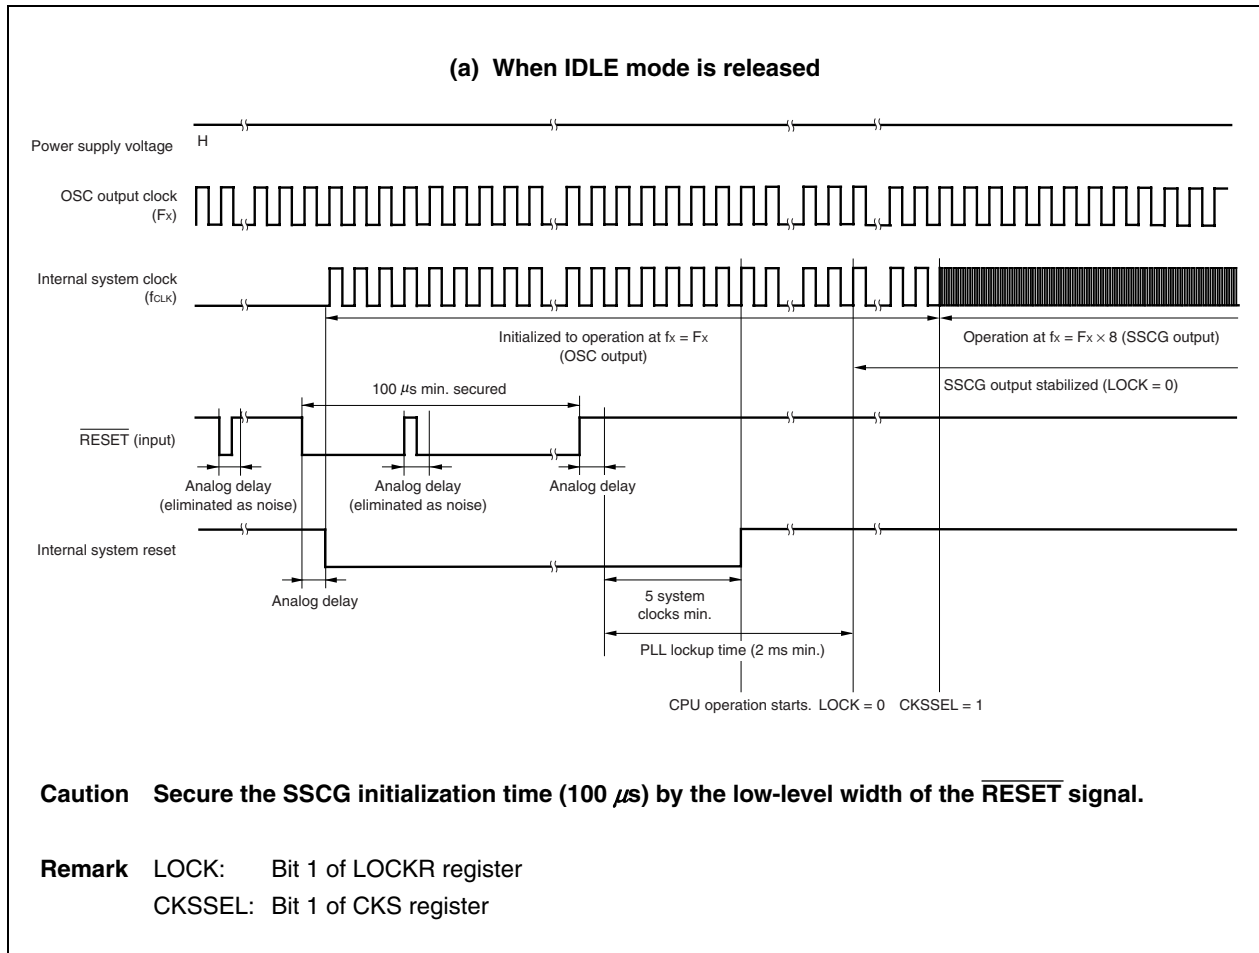 (a) When IDLE mode is released
Power supply voltage
H
OSC output clock
(Fx)
Internal system clock
(fCLK)
Initialized to operation at fx = Fx
(OSC output)
Operation at fx = Fx × 8 (SSCG output)
SSCG output stabilized (LOCK = 0)
100 μs min. secured
RESET (input)
Analog delay
(eliminated as noise)
Analog delay
(eliminated as noise)
Analog delay
Internal system reset
Analog delay
5 system
clocks min.
PLL lockup time (2 ms min.)
CPU operation starts. LOCK = 0 CKSSEL = 1
Caution Secure the SSCG initialization time (100 μs) by the low-level width of the RESET signal.
Remark LOCK: Bit 1 of LOCKR register
CKSSEL: Bit 1 of CKS register